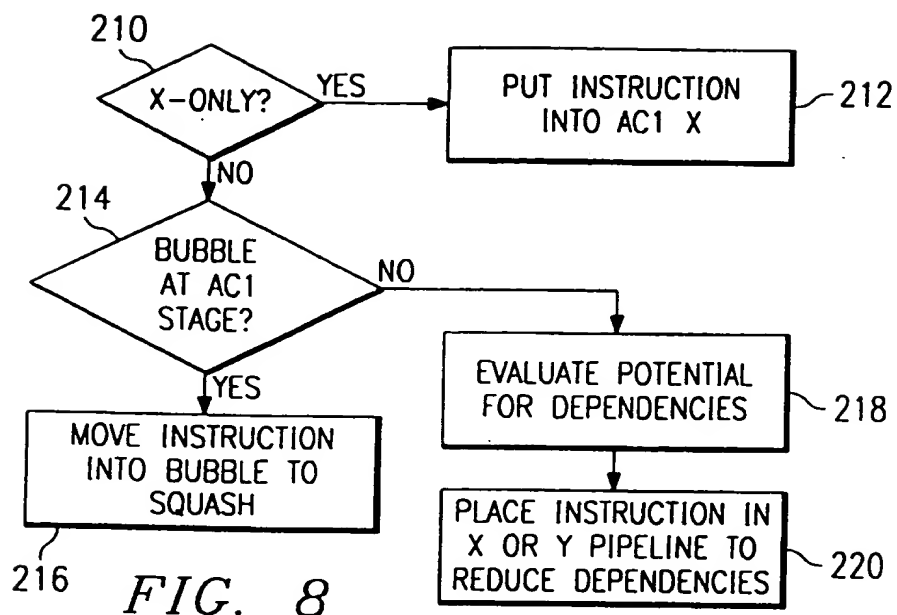 210
X-ONLY?
YES
PUT INSTRUCTION
INTO AC1 X
212
NO
214
BUBBLE
AT AC1
STAGE?
NO
YES
EVALUATE POTENTIAL
FOR DEPENDENCIES
218
MOVE INSTRUCTION
INTO BUBBLE TO
SQUASH
216
PLACE INSTRUCTION IN
X OR Y PIPELINE TO
REDUCE DEPENDENCIES
220
FIG. 8